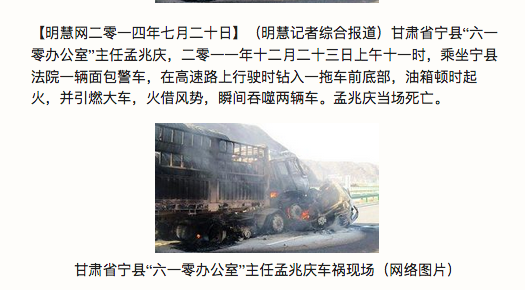 【明慧网二零一四年七月二十日】（明慧记者综合报道）甘肃省宁县“六一
零办公室”主任孟兆庆，二零一一年十二月二十三日上午十一时，乘坐宁县
法院一辆面包警车，在高速路上行驶时钻入一拖车前底部，油箱顿时起
火，并引燃大车，火借风势，瞬间吞噬两辆车。孟兆庆当场死亡。
甘肃省宁县“六一零办公室”主任孟兆庆车祸现场（网络图片）